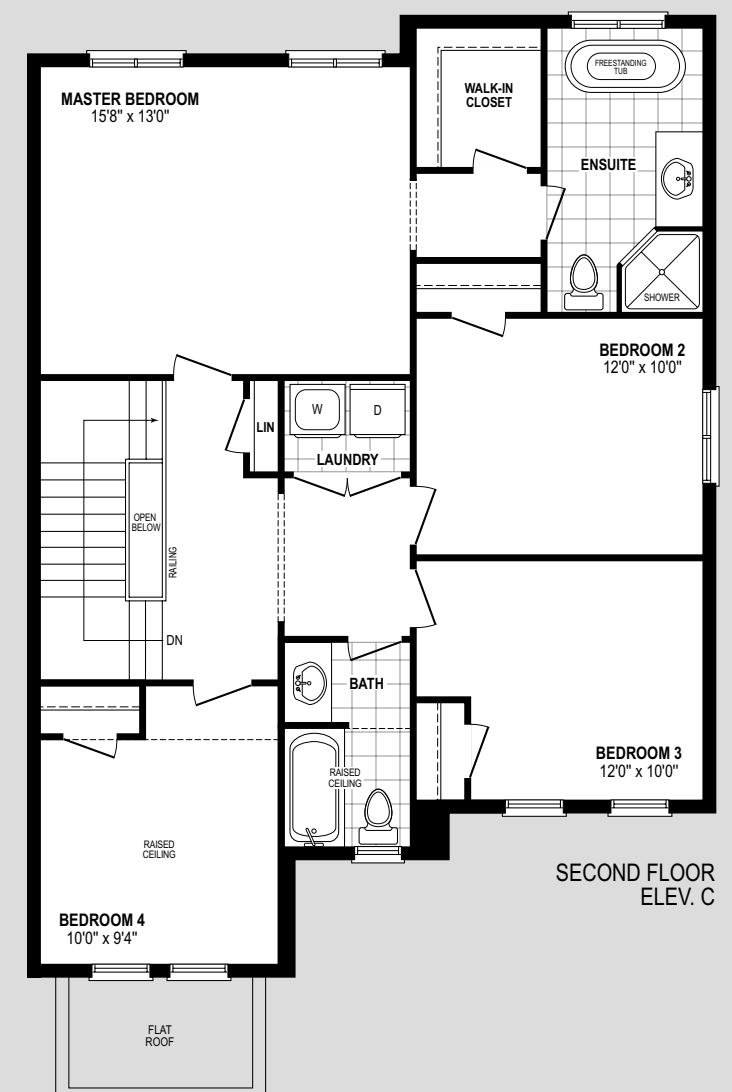 MASTER BEDROOM
15'8" x 13'0"
WALK-IN
CLOSET
FREESTANDING
TUB
ENSUITE
SHOWER
BEDROOM 2
12'0" x 10'0"
LIN
W
D
LAUNDRY
OPEN
BELOW
RAILING
DN
BATH
RAISED
CEILING
BEDROOM 3
12'0" x 10'0"
RAISED
CEILING
SECOND FLOOR
ELEV. C
BEDROOM 4
10'0" x 9'4"
FLAT
ROOF